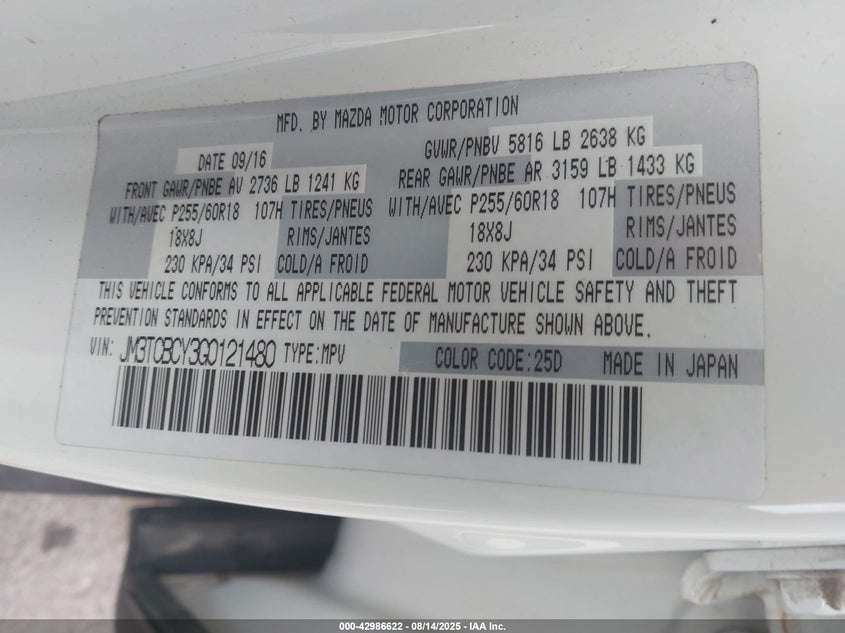 MFD. BY MAZDA MOTOR CORPORATION
DATE 09/16 GVWR/PNBV 5816 LB 2638 KG
FRONT GAWR/PNBE AV 2736 LB 1241 KG REAR GAWR/PNBE AR 3159 LB 1433 KG
WITH/AVEC P255/60R18 107H TIRES/PNEUS WITH/AVEC P255/60R18 107H TIRES/PNEUS
18X8J RIMS/JANTES 18X8J RIMS/JANTES
230 KPA/34 PSI COLD/A FROID 230 KPA/34 PSI COLD/A FROID
THIS VEHICLE CONFORMS TO ALL APPLICABLE FEDERAL MOTOR VEHICLE SAFETY AND THEFT
PREVENTION STANDARDS IN EFFECT ON THE DATE OF MANUFACTURE SHOWN ABOVE.
VIN: JM3TCBCY3G0121480 TYPE:MPV COLOR CODE:25D MADE IN JAPAN
000-42986622 - 08/14/2025 - IAA Inc.